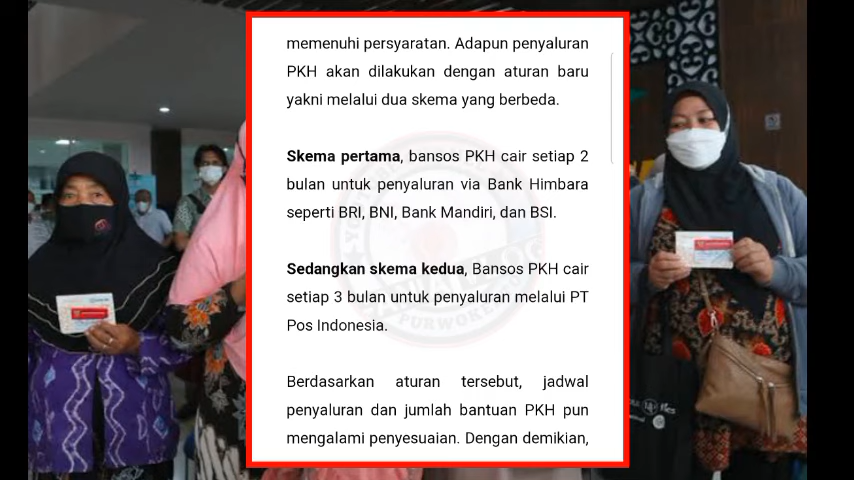 memenuhi persyaratan. Adapun penyaluran
PKH akan dilakukan dengan aturan baru
yakni melalui dua skema yang berbeda.
Skema pertama, bansos PKH cair setiap 2
bulan untuk penyaluran via Bank Himbara
seperti BRI, BNI, Bank Mandiri, dan BSI.
Sedangkan skema kedua, Bansos PKH cair
setiap 3 bulan untuk penyaluran melalui PT
Pos Indonesia.
Berdasarkan aturan tersebut, jadwal
penyaluran dan jumlah bantuan PKH pun
mengalami penyesuaian. Dengan demikian,
PURWOKERTO